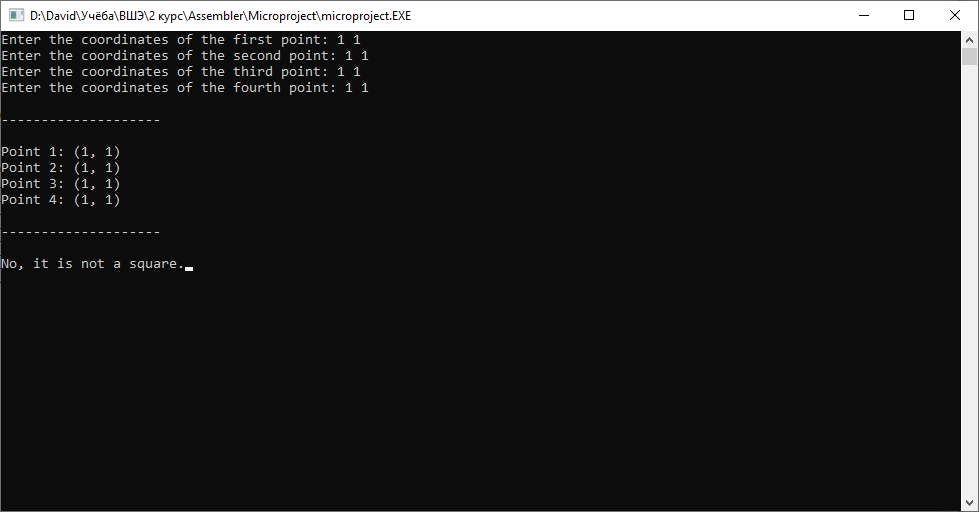 D:\David\Учёба\ВШЭ\2 курс\Assembler\Microproject\microproject.EXE
Enter the coordinates of the first point: 1 1
Enter the coordinates of the second point: 1 1
Enter the coordinates of the third point: 1 1
Enter the coordinates of the fourth point: 1 1
--------------------
Point 1: (1, 1)
Point 2: (1, 1)
Point 3: (1, 1)
Point 4: (1, 1)
--------------------
No, it is not a square.